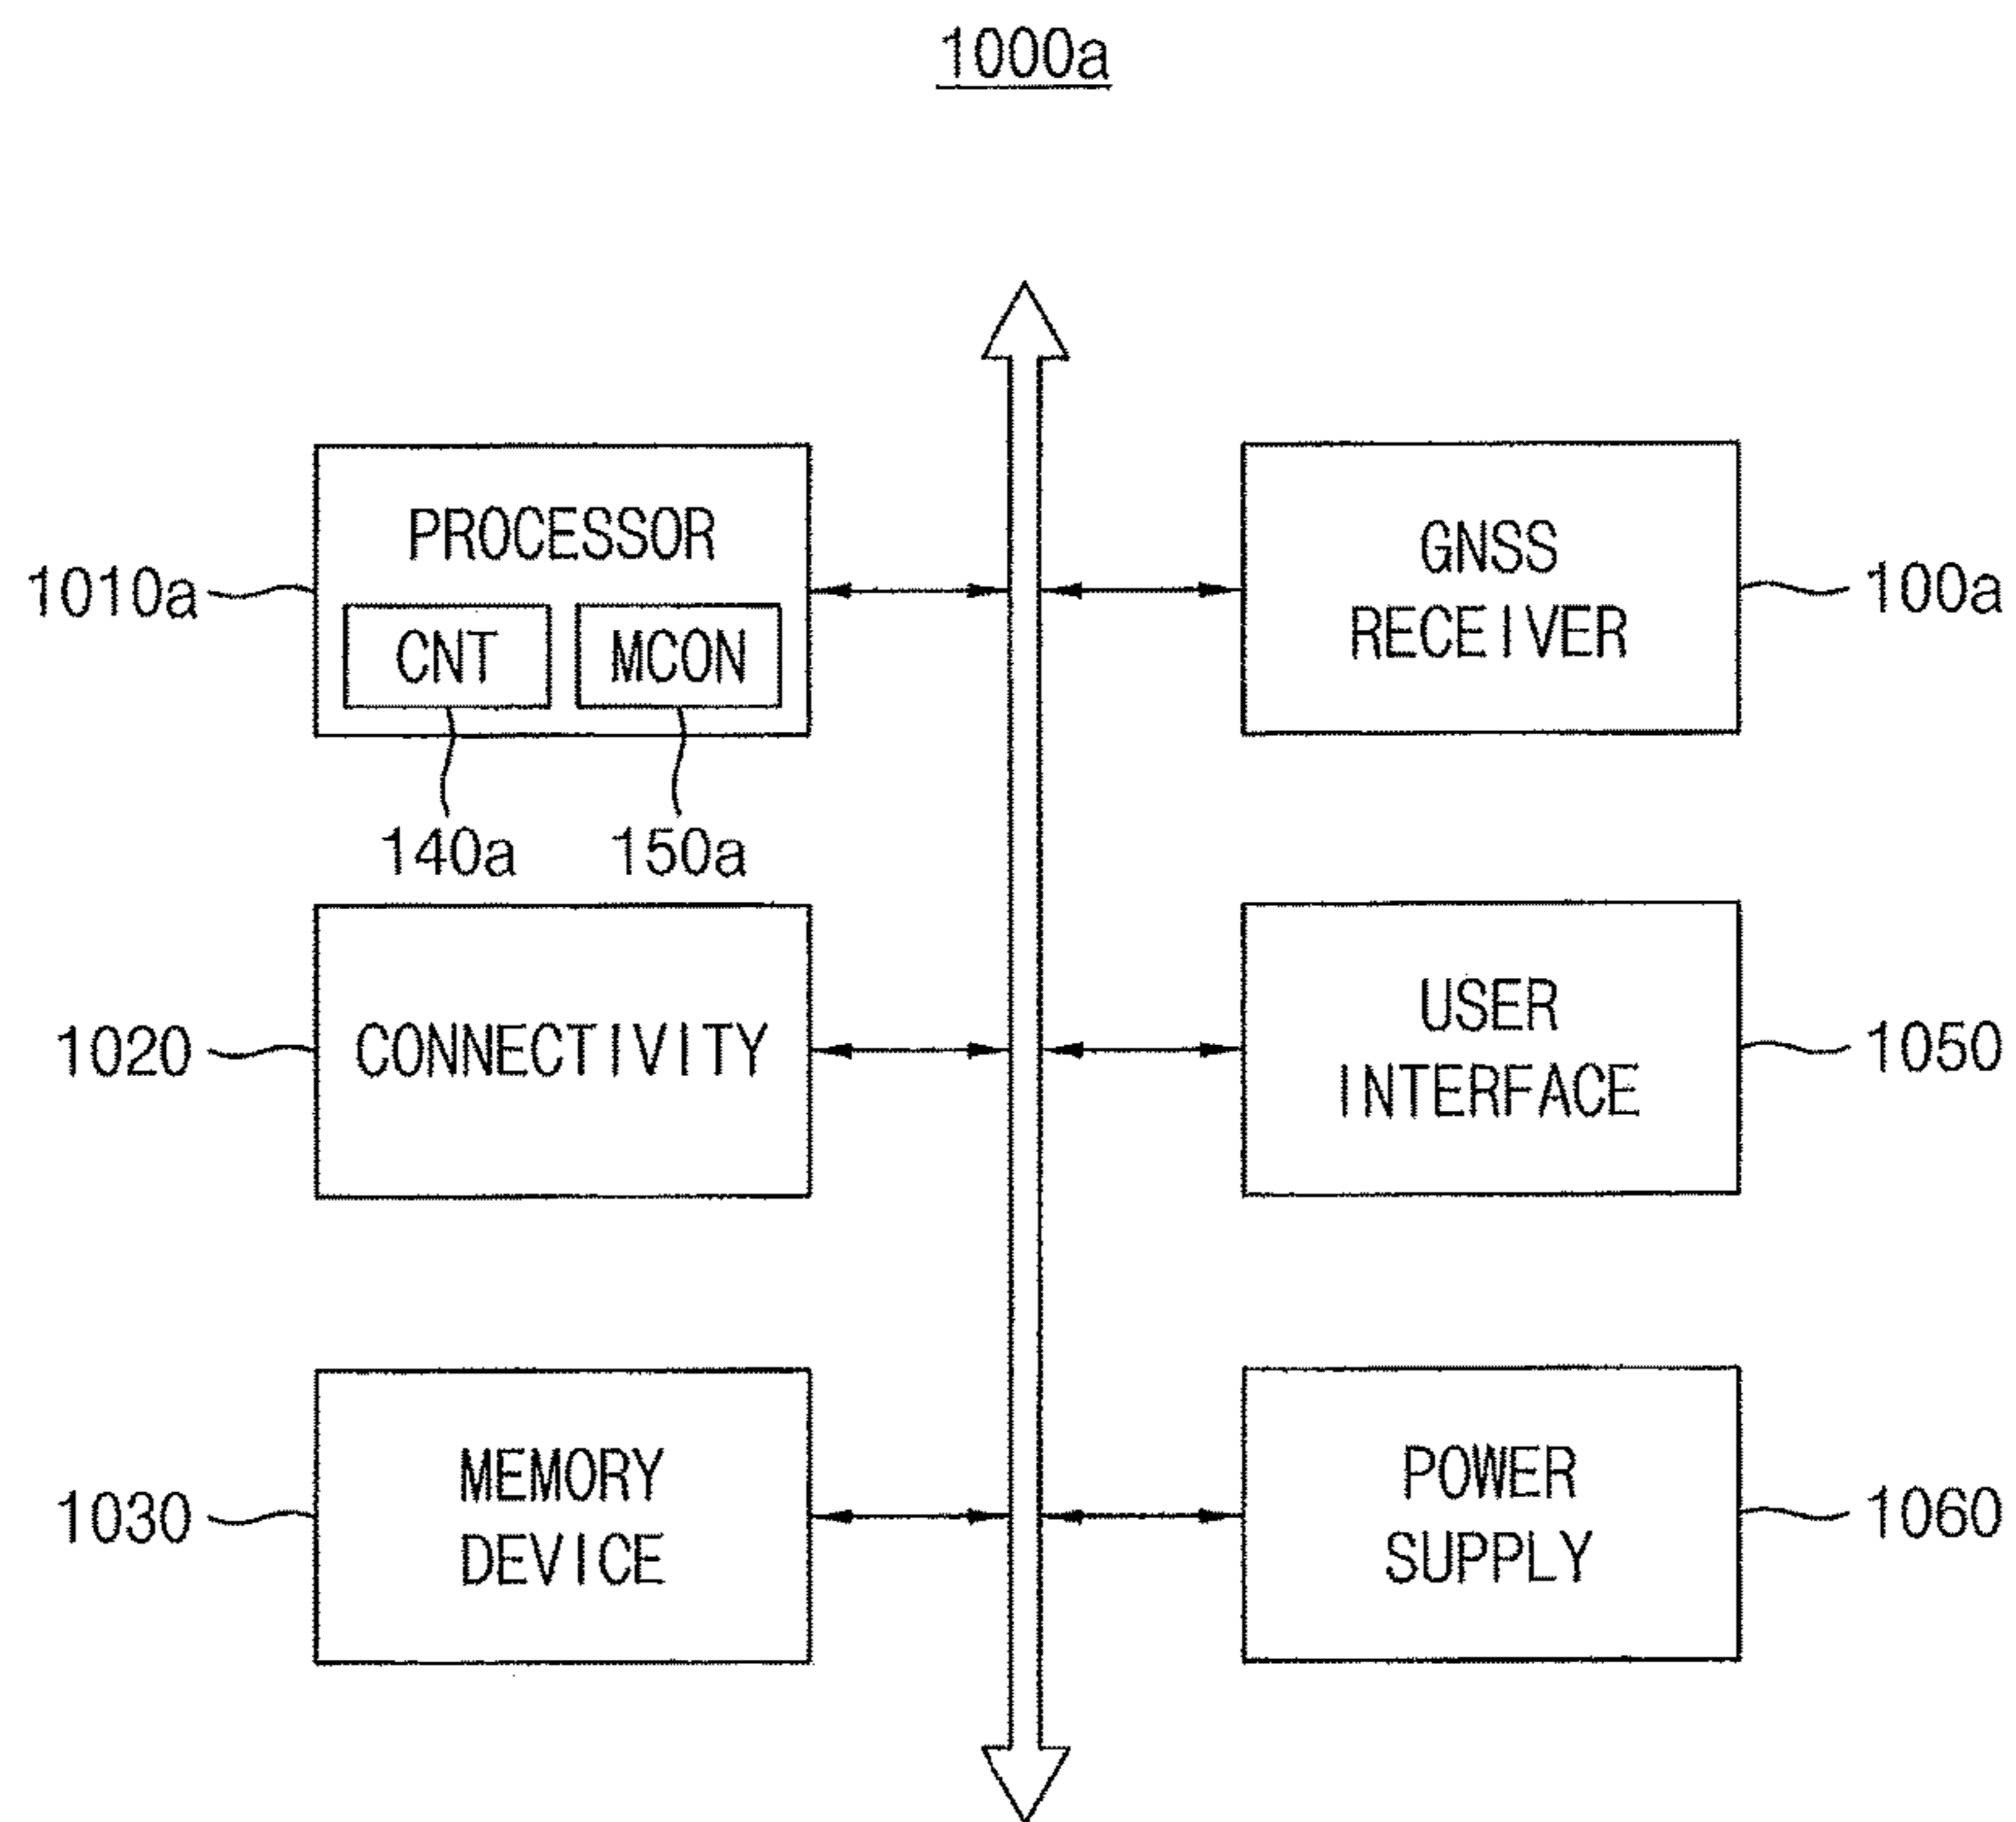 1000a
PROCESSOR
1010a
CNT
MCON
140a
150a
GNSS
RECEIVER
100a
1020
CONNECTIVITY
USER
INTERFACE
1050
1030
MEMORY
DEVICE
POWER
SUPPLY
1060